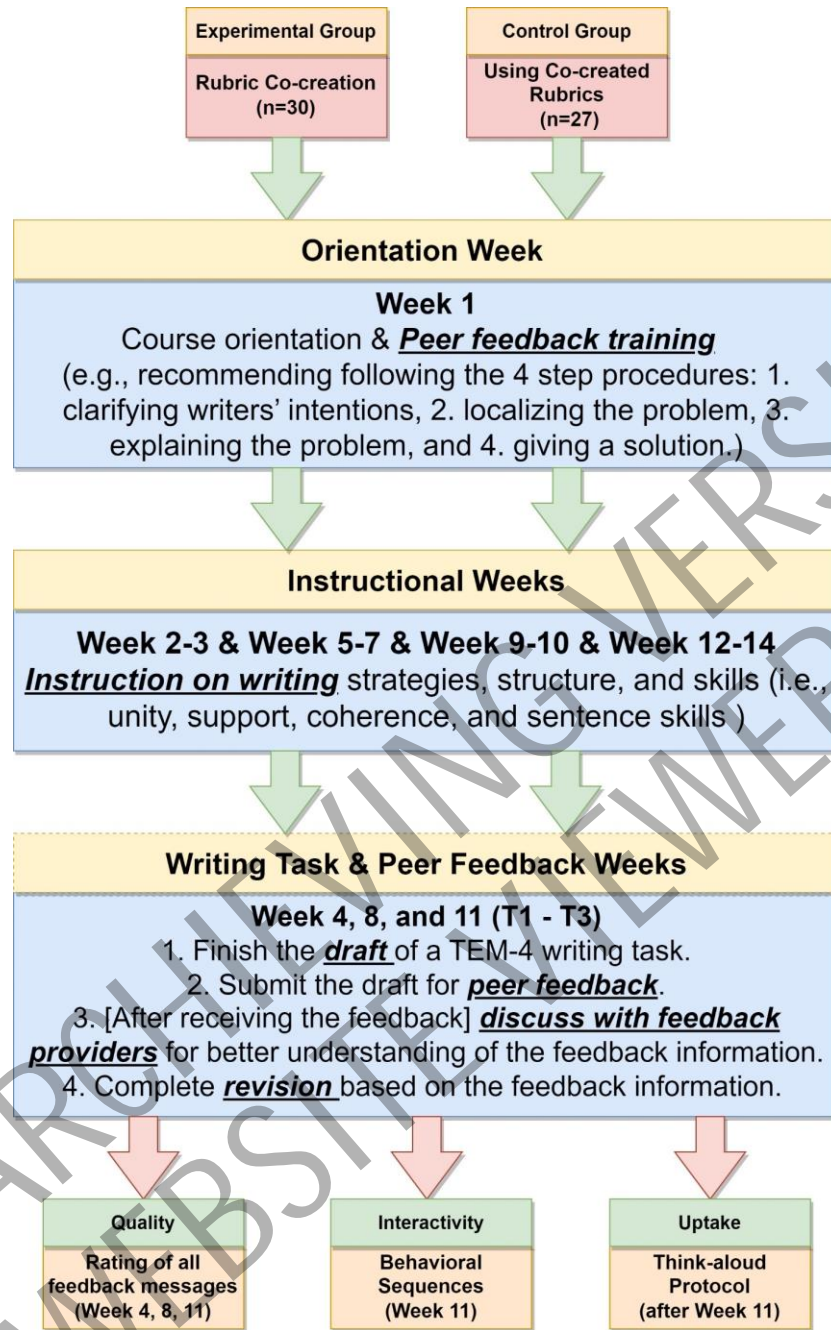 Experimental Group
Rubric Co-creation
(n=30)
Control Group
Using Co-created
Rubrics
(n=27)
Orientation Week
Week 1
Course orientation & Peer feedback training
(e.g., recommending following the 4 step procedures: 1.
clarifying writers' intentions, 2. localizing the problem, 3.
explaining the problem, and 4. giving a solution.)
Instructional Weeks
Week 2-3 & Week 5-7 & Week 9-10 & Week 12-14
Instruction on writing strategies, structure, and skills (i.e.,
unity, support, coherence, and sentence skills )
Writing Task & Peer Feedback Weeks
Week 4, 8, and 11 (T1 - T3)
1. Finish the draft of a TEM-4 writing task.
2. Submit the draft for peer feedback.
3. [After receiving the feedback] discuss with feedback
providers for better understanding of the feedback information.
4. Complete revision based on the feedback information.
Quality
Rating of all
feedback messages
(Week 4, 8, 11)
Interactivity
Behavioral
Sequences
(Week 11)
Uptake
Think-aloud
Protocol
(after Week 11)
ARCHIEVING
WEBSITE